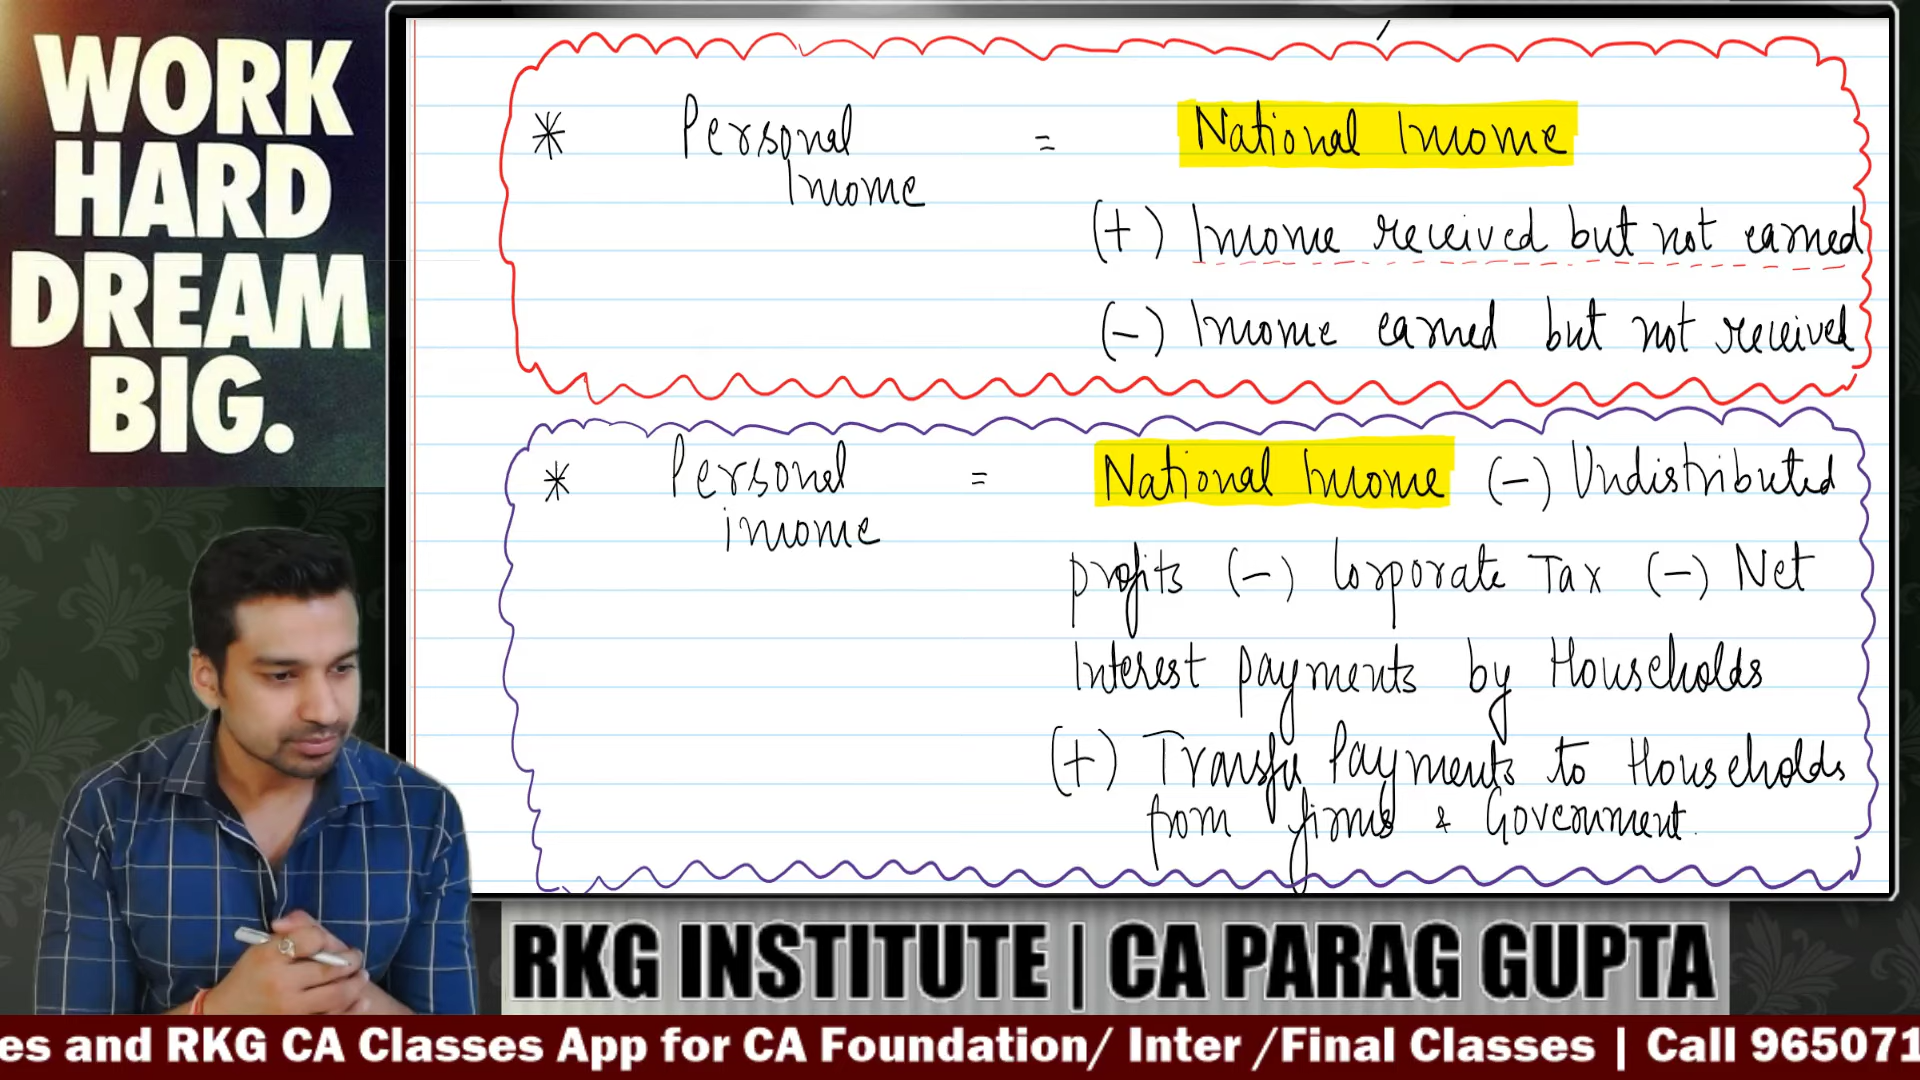 WORK
HARD
DREAM
BIG.
* Personal = National Income
Income
(+) Income received but not earned
(-) Income earned but not received
* Personal = National Income (-) Undistributed
income
profits (-) Corporate Tax (-) Net
Interest payments by Households
(+) Transfer Payments to Households
from firms & Government.
RKG INSTITUTE | CA PARAG GUPTA
es and RKG CA Classes App for CA Foundation/ Inter /Final Classes | Call 965071